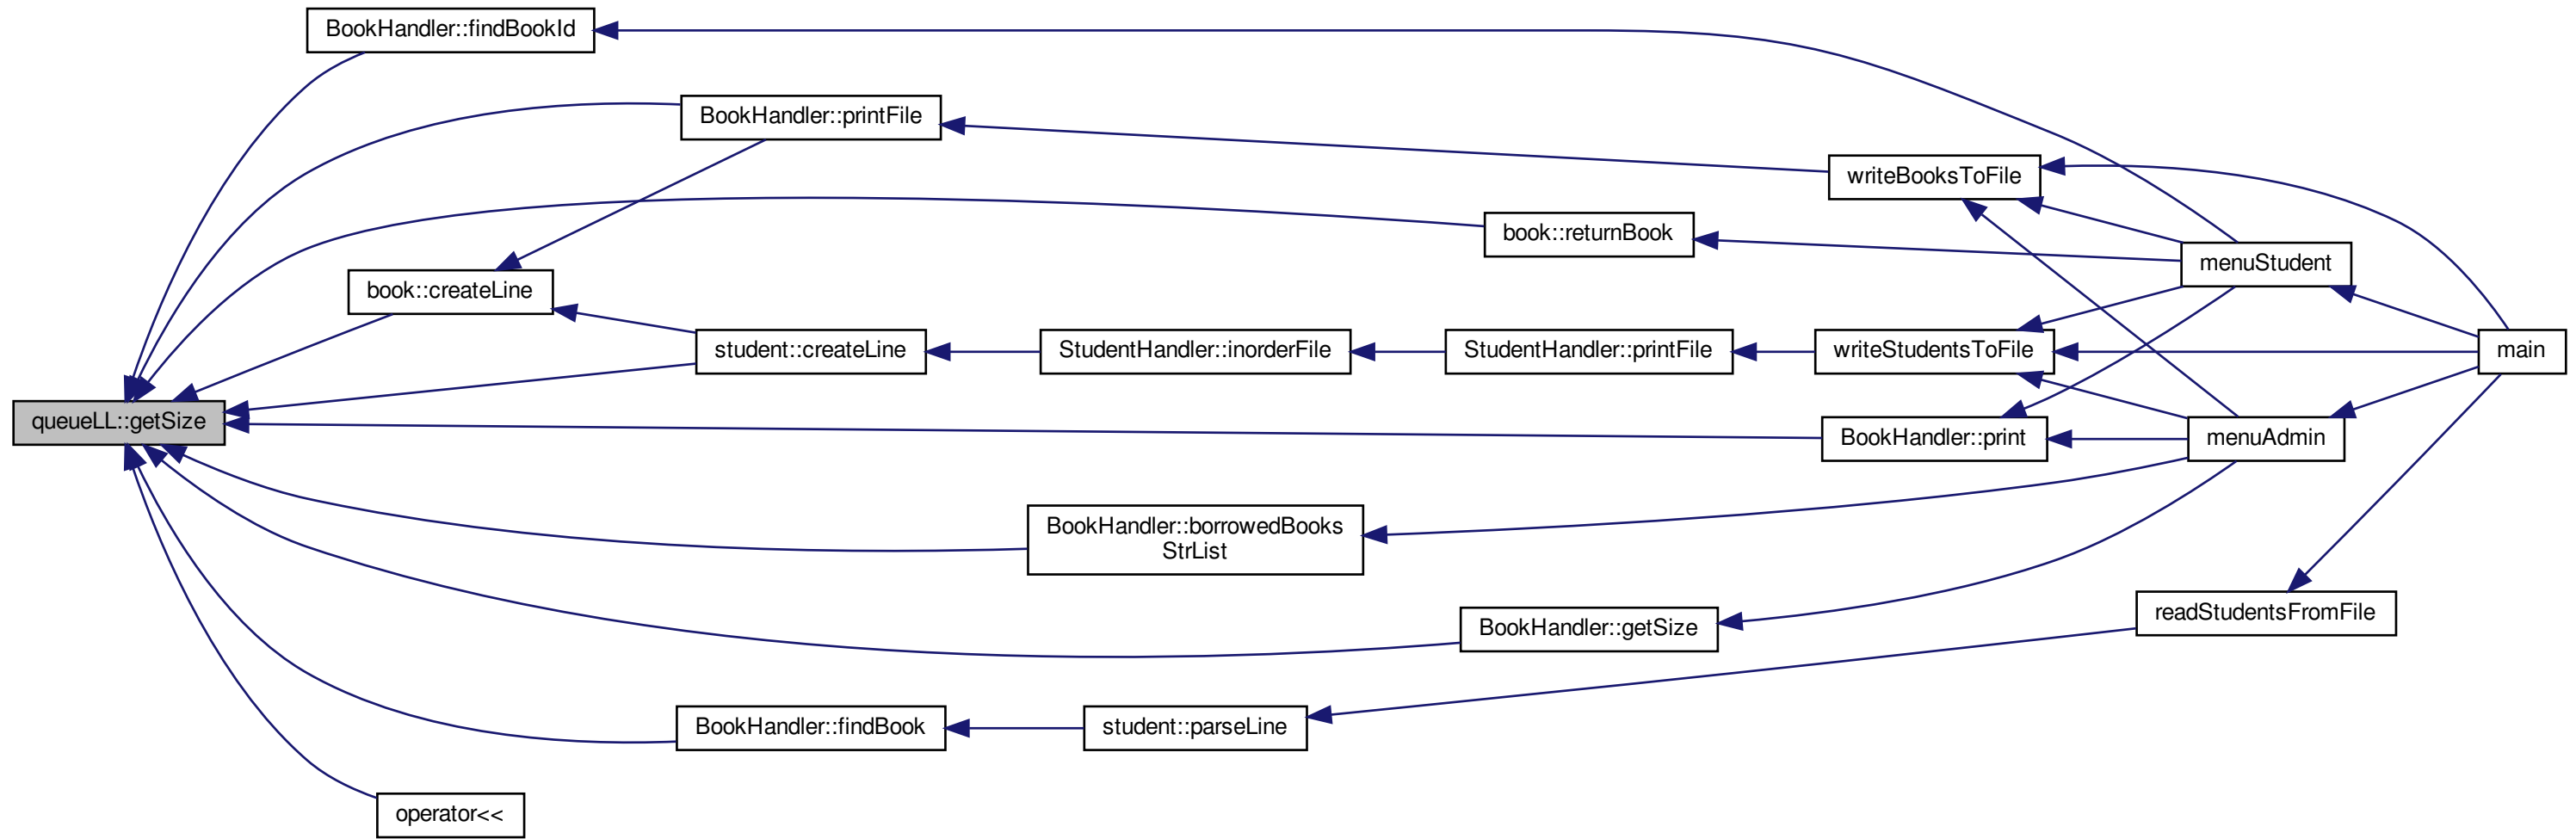 BookHandler::findBookId
BookHandler::printFile
writeBooksToFile
book::returnBook
menuStudent
book::createLine
student::createLine
StudentHandler::inorderFile
StudentHandler::printFile
writeStudentsToFile
main
queueLL::getSize
BookHandler::print
menuAdmin
BookHandler::borrowedBooks
StrList
BookHandler::getSize
readStudentsFromFile
BookHandler::findBook
student::parseLine
operator<<